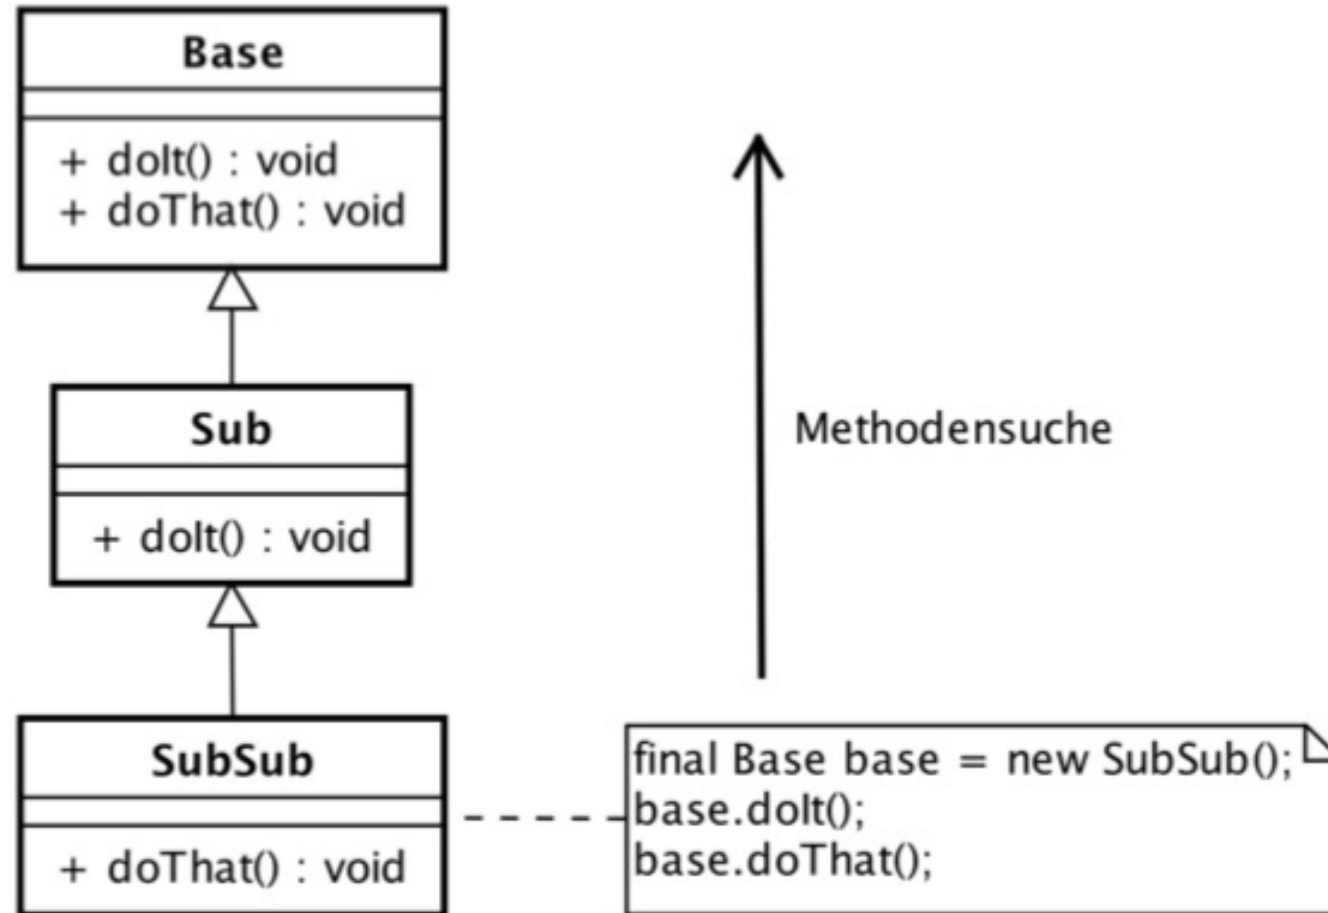 Base
+ doIt() : void
+ doThat() : void
Sub
+ doIt() : void
Methodensuche
SubSub
+ doThat() : void
final Base base = new SubSub();
base.doIt();
base.doThat();